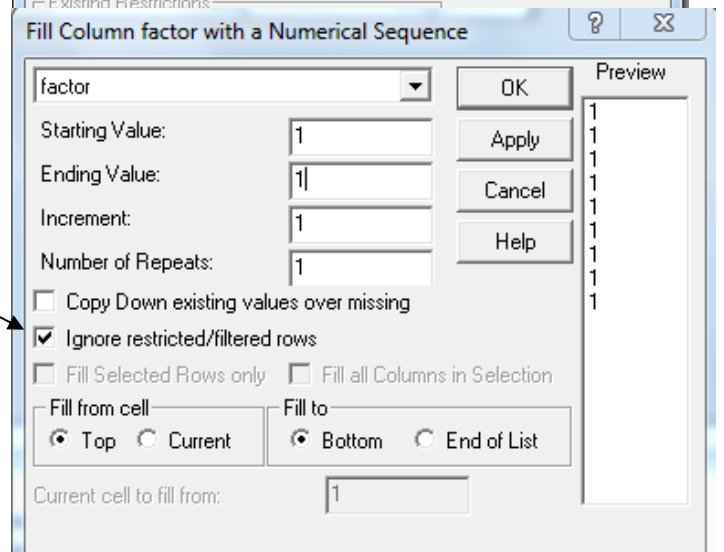 Existing Restrictions
Fill Column factor with a Numerical Sequence
factor
OK
Preview
Starting Value:
1
Apply
Ending Value:
1
Cancel
Increment:
1
Help
Number of Repeats:
1
Copy Down existing values over missing
Ignore restricted/filtered rows
Fill Selected Rows only
Fill all Columns in Selection
Fill from cell
Top
Current
Fill to
Bottom
End of List
Current cell to fill from:
1
1
1
1
1
1
1
1
1
1